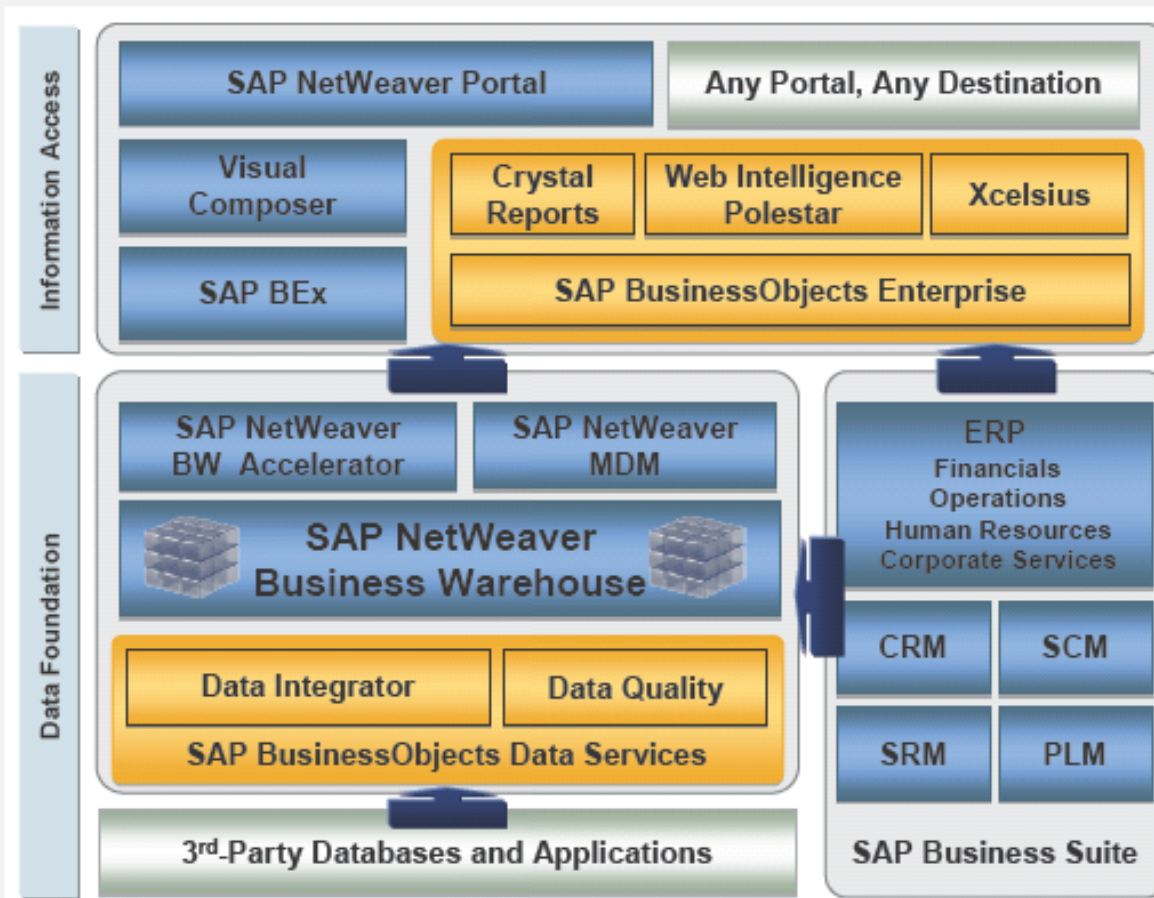 Information Access
SAP NetWeaver Portal
Any Portal, Any Destination
Visual
Composer
SAP BEx
Crystal
Reports
Web Intelligence
Polestar
Xcelsius
SAP BusinessObjects Enterprise
Data Foundation
SAP NetWeaver
BW Accelerator
SAP NetWeaver
MDM
SAP NetWeaver
Business Warehouse
Data Integrator
Data Quality
SAP BusinessObjects Data Services
3rd-Party Databases and Applications
ERP
Financials
Operations
Human Resources
Corporate Services
CRM
SCM
SRM
PLM
SAP Business Suite